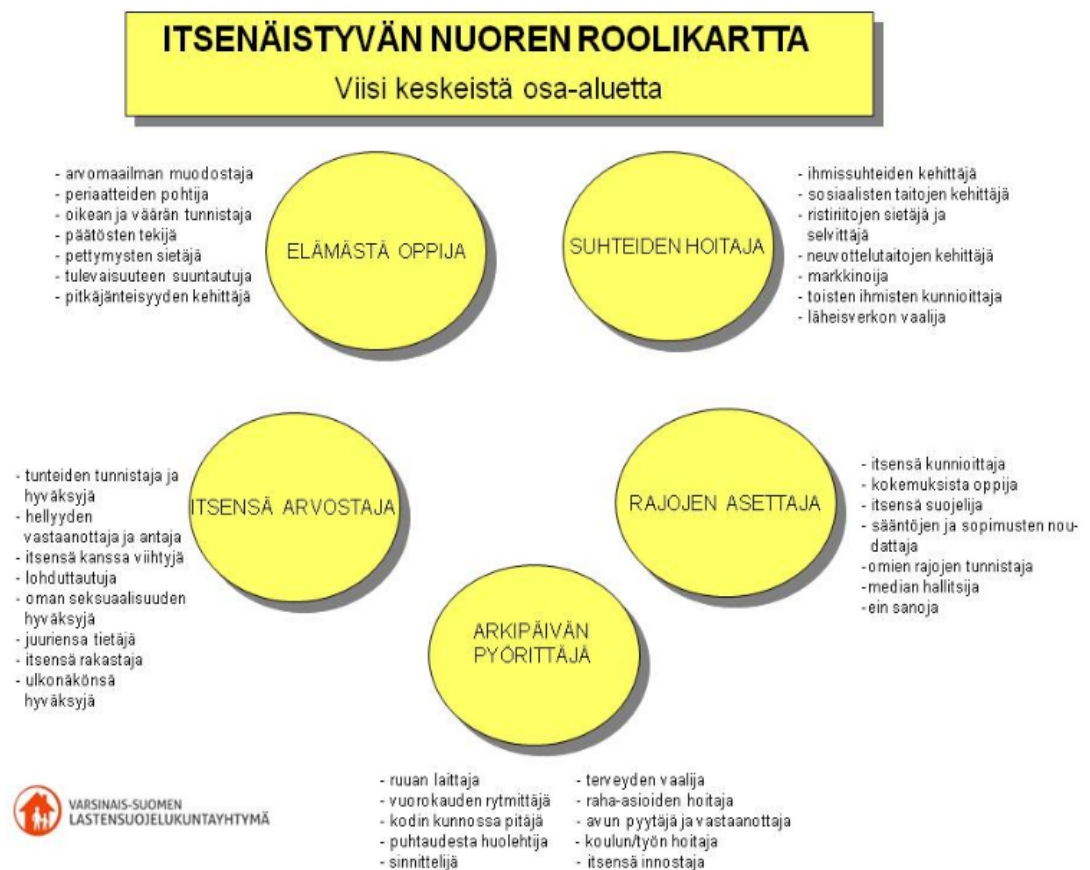 ITSENÄISTYVÄN NUOREN ROOLIKARTTA
Viisi keskeistä osa-aluetta
- arvomaailman muodostaja
- periaatteiden pohtija
- oikean ja väärän tunnistaja
- päätösten tekijä
- pettymysten sietäjä
- tulevaisuuteen suuntautuja
- pitkäjänteisyyden kehittäjä
ELÄMÄSTÄ OPPIJA
SUHTEIDEN HOITAJA
- ihmissuhteiden kehittäjä
- sosiaalisten taitojen kehittäjä
- ristiriitojen sietäjä ja
selvittäjä
- neuvottelutaitojen kehittäjä
- markkinoija
- toisten ihmisten kunnioittaja
- läheisverkon vaalija
- tunteiden tunnistaja ja
hyväksyjä
- hellyyden
vastaanottaja ja antaja
- itsensä kanssa viihtyjä
- lohduttautuja
- oman seksuaalisuuden
hyväksyjä
- juuriensa tietäjä
- itsensä rakastaja
- ulkonäkönsä
hyväksyjä
ITSENSÄ ARVOSTAJA
RAJOJEN ASETTAJA
- itsensä kunnioittaja
- kokemuksista oppija
- itsensä suojelija
- sääntöjen ja sopimusten nou-
dattaja
-omien rajojen tunnistaja
-median hallitsija
-ein sanoja
ARKIPÄIVÄN
PYÖRITTÄJÄ
- ruuan laittaja
- vuorokauden rytmittäjä
- kodin kunnossa pitäjä
- puhtaudesta huolehtija
- sinnittelijä
- terveyden vaalija
- raha-asioiden hoitaja
- avun pyytäjä ja vastaanottaja
- koulun/työn hoitaja
- itsensä innostaja
VARSINAIS-SUOMEN
LASTENSUOJELUKUNTAYHTYMÄ